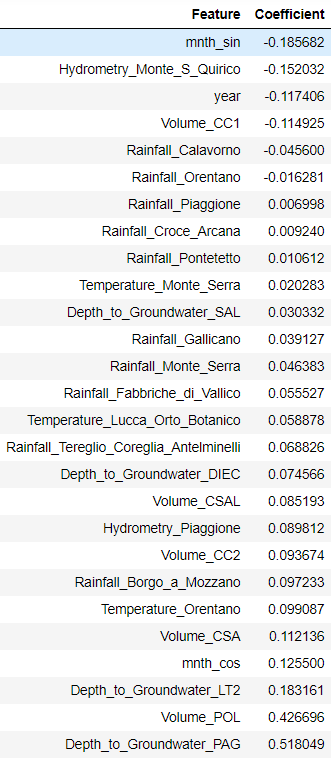 Feature Coefficient
mnth_sin -0.185682
Hydrometry_Monte_S_Quirico -0.152032
year -0.117406
Volume_CC1 -0.114925
Rainfall_Calavorno -0.045600
Rainfall_Orentano -0.016281
Rainfall_Piaggione 0.006998
Rainfall_Croce_Arcana 0.009240
Rainfall_Pontetetto 0.010612
Temperature_Monte_Serra 0.020283
Depth_to_Groundwater_SAL 0.030332
Rainfall_Gallicano 0.039127
Rainfall_Monte_Serra 0.046383
Rainfall_Fabbriche_di_Vallico 0.055527
Temperature_Lucca_Orto_Botanico 0.058878
Rainfall_Tereglio_Coreglia_Antelminelli 0.068826
Depth_to_Groundwater_DIEC 0.074566
Volume_CSAL 0.085193
Hydrometry_Piaggione 0.089812
Volume_CC2 0.093674
Rainfall_Borgo_a_Mozzano 0.097233
Temperature_Orentano 0.099087
Volume_CSA 0.112136
mnth_cos 0.125500
Depth_to_Groundwater_LT2 0.183161
Volume_POL 0.426696
Depth_to_Groundwater_PAG 0.518049